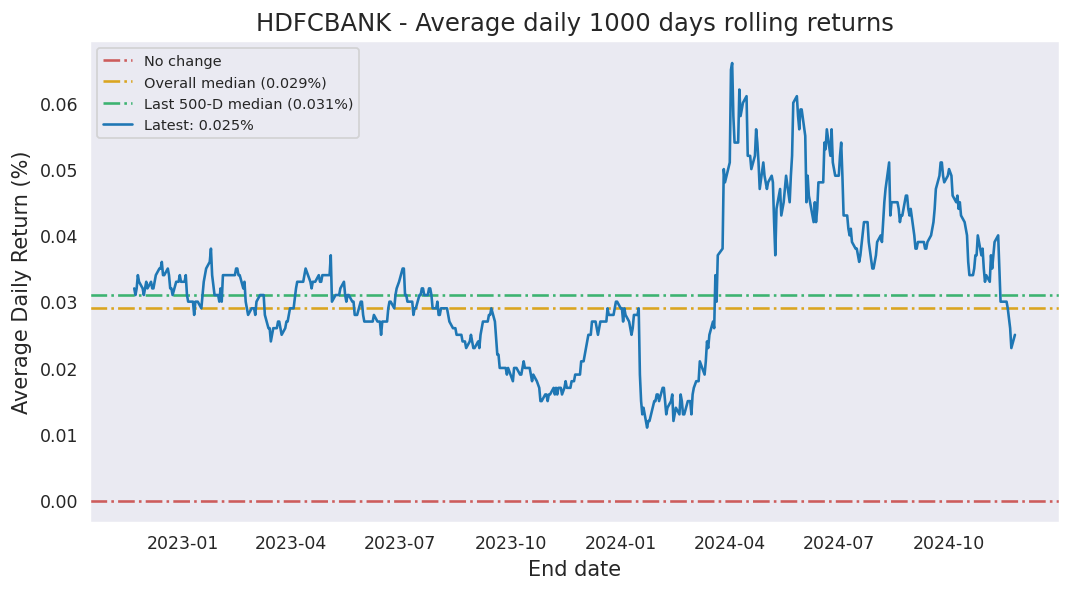 HDFCBANK - Average daily 1000 days rolling returns
No change
Overall median (0.029%)
Last 500-D median (0.031%)
Latest: 0.025%
Average Daily Return (%)
0.06
0.05
0.04
0.03
0.02
0.01
0.00
2023-01 2023-04 2023-07 2023-10 2024-01 2024-04 2024-07 2024-10
End date